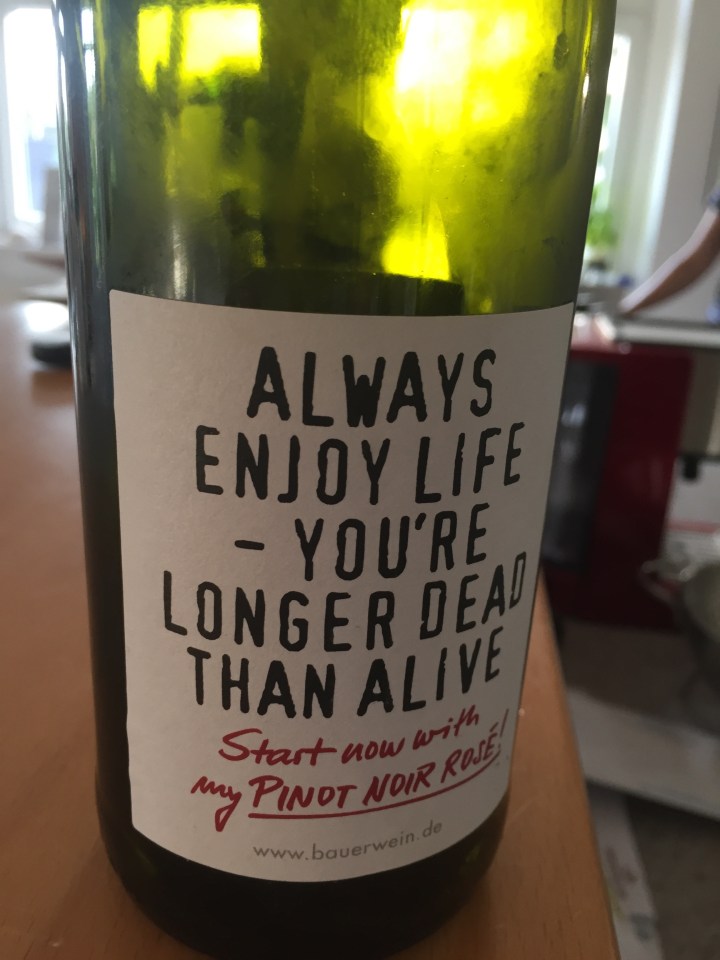 ALWAYS
ENJOY LIFE
– YOU'RE
LONGER DEAD
THAN ALIVE
Start now with
my PINOT NOIR ROSÉ!
www.bauerwein.de